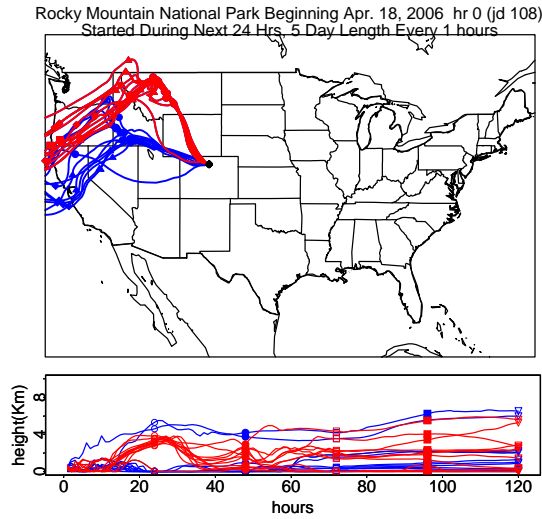 Rocky Mountain National Park Beginning Apr. 18, 2006 hr 0 (jd 108)
Started During Next 24 Hrs, 5 Day Length Every 1 hours
height(Km)
8
4
0
0 20 40 60 80 100 120
hours